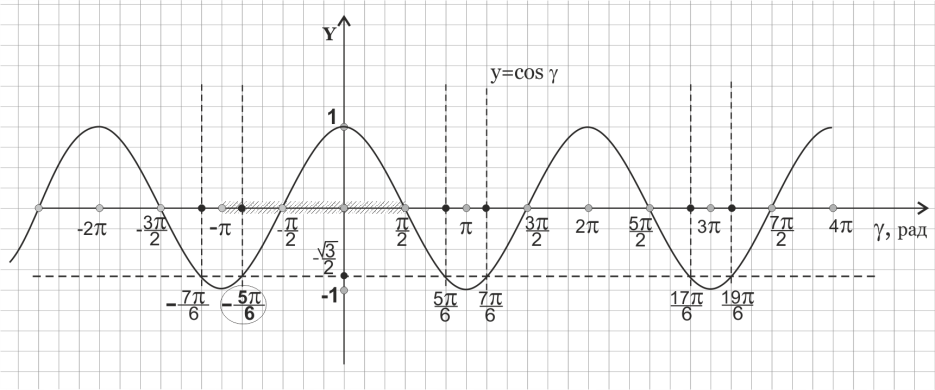 Y
y=cos γ
1
-2π -3π/2 -π -π/2 π/2 π 3π/2 2π 5π/2 3π 7π/2 4π γ, рад
-√3/2
-1
-7π/6 -5π/6 5π/6 7π/6 17π/6 19π/6